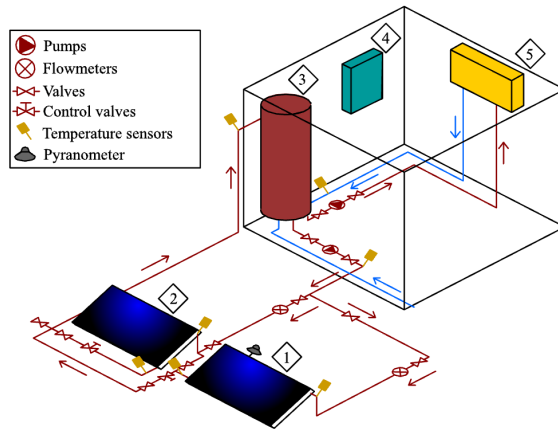 Pumps
Flowmeters
Valves
Control valves
Temperature sensors
Pyranometer
4
5
3
2
1